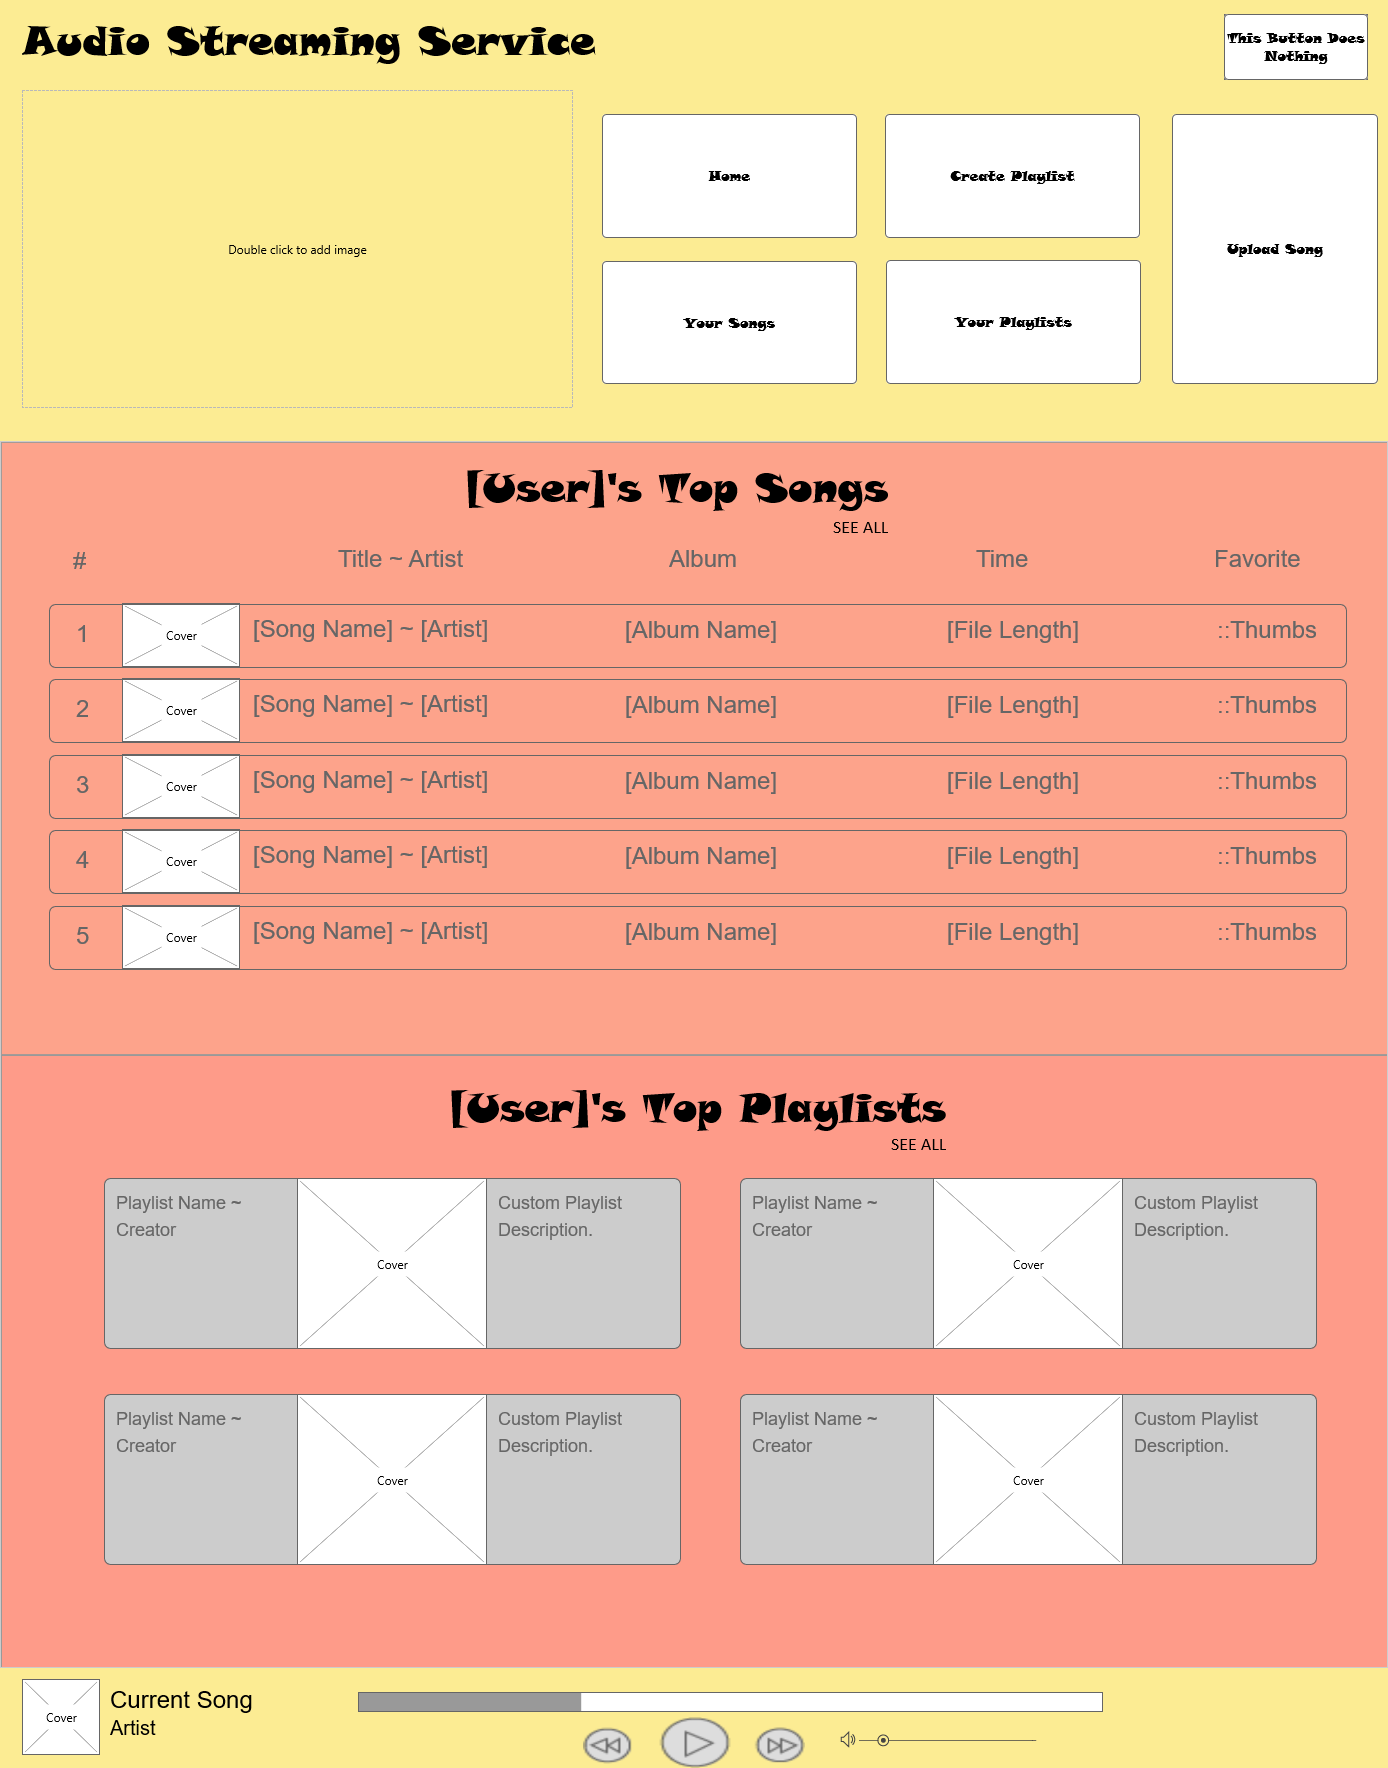 Audio Streaming Service
This Button Does
Nothing
Double click to add image
Home
Create Playlist
Upload Song
Your Songs
Your Playlists
[User]'s Top Songs
SEE ALL
# Title ~ Artist Album Time Favorite
1 Cover [Song Name] ~ [Artist] [Album Name] [File Length] ::Thumbs
2 Cover [Song Name] ~ [Artist] [Album Name] [File Length] ::Thumbs
3 Cover [Song Name] ~ [Artist] [Album Name] [File Length] ::Thumbs
4 Cover [Song Name] ~ [Artist] [Album Name] [File Length] ::Thumbs
5 Cover [Song Name] ~ [Artist] [Album Name] [File Length] ::Thumbs
[User]'s Top Playlists
SEE ALL
Playlist Name ~
Creator
Cover
Custom Playlist
Description.
Playlist Name ~
Creator
Cover
Custom Playlist
Description.
Playlist Name ~
Creator
Cover
Custom Playlist
Description.
Playlist Name ~
Creator
Cover
Custom Playlist
Description.
Cover
Current Song
Artist